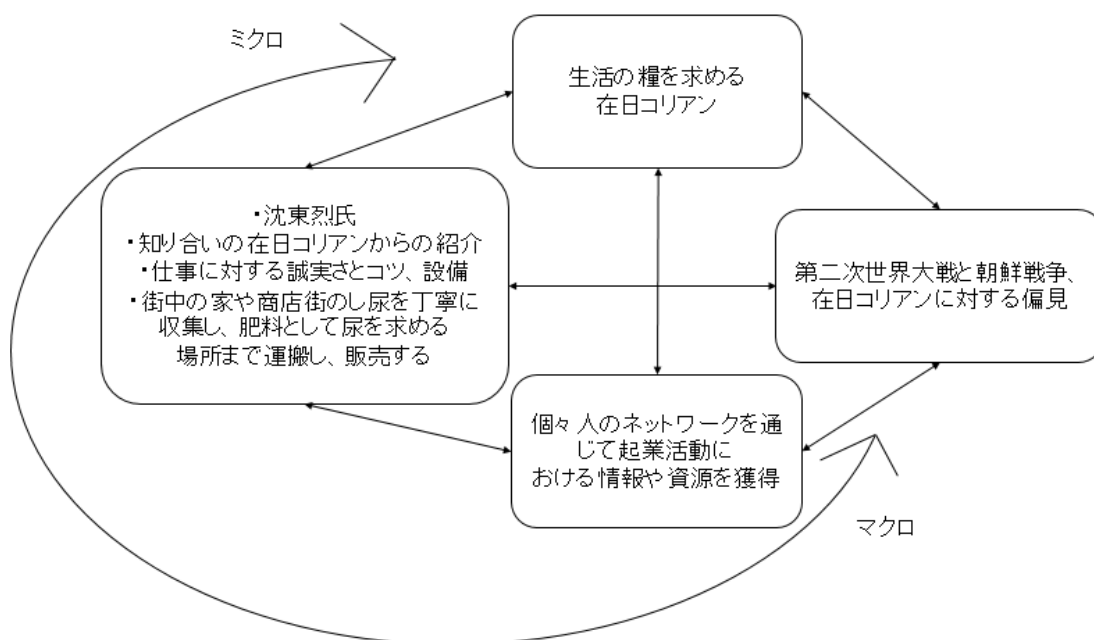 ミクロ
生活の糧を求める
在日コリアン
・沈東烈氏
・知り合いの在日コリアンからの紹介
・仕事に対する誠実さとコツ、設備
・街中の家や商店街のし尿を丁寧に
収集し、肥料として尿を求める
場所まで運搬し、販売する
第二次世界大戦と朝鮮戦争、
在日コリアンに対する偏見
個々人のネットワークを通
じて起業活動に
おける情報や資源を獲得
マクロ